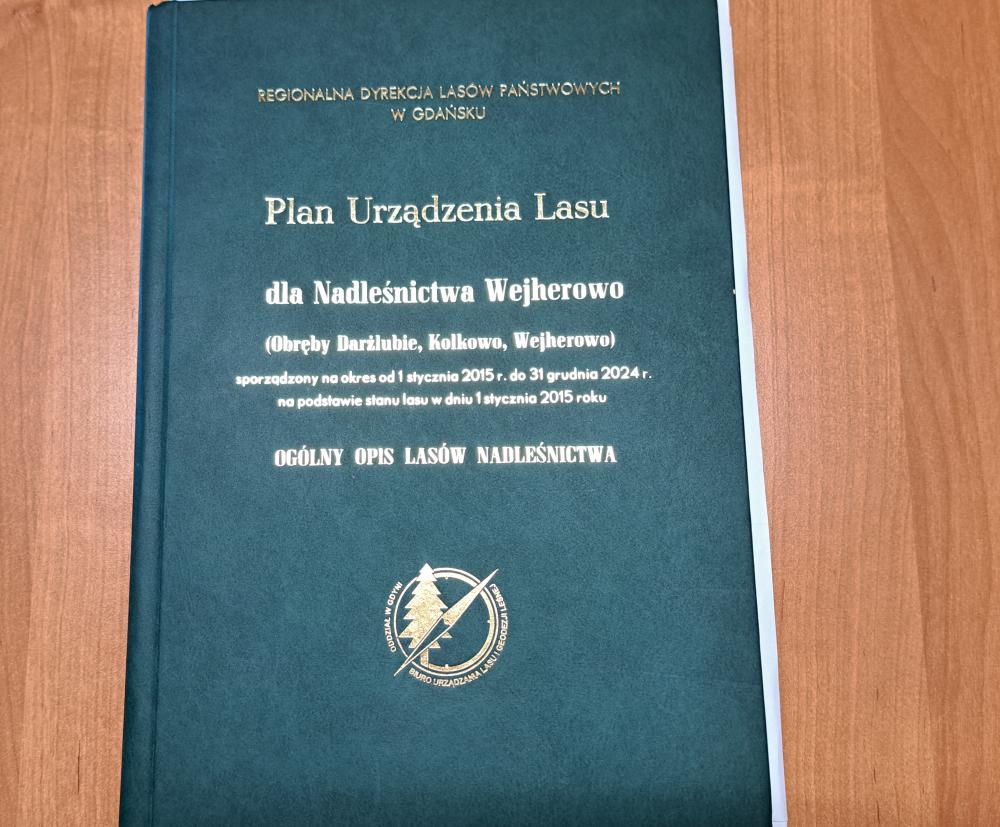 REGIONALNA DYREKCJA LASÓW PAŃSTWOWYCH
W GDAŃSKU
Plan Urządzenia Lasu
dla Nadleśnictwa Wejherowo
(Obręby Darżlubie, Kolkowo, Wejherowo)
sporządzony na okres od 1 stycznia 2015 r. do 31 grudnia 2024 r.
na podstawie stanu lasu w dniu 1 stycznia 2015 roku
OGÓLNY OPIS LASÓW NADLEŚNICTWA
ODDZIAŁ W GDYNI
BIURO URZĄDZANIA LASU I GEODEZJI LEŚNEJ